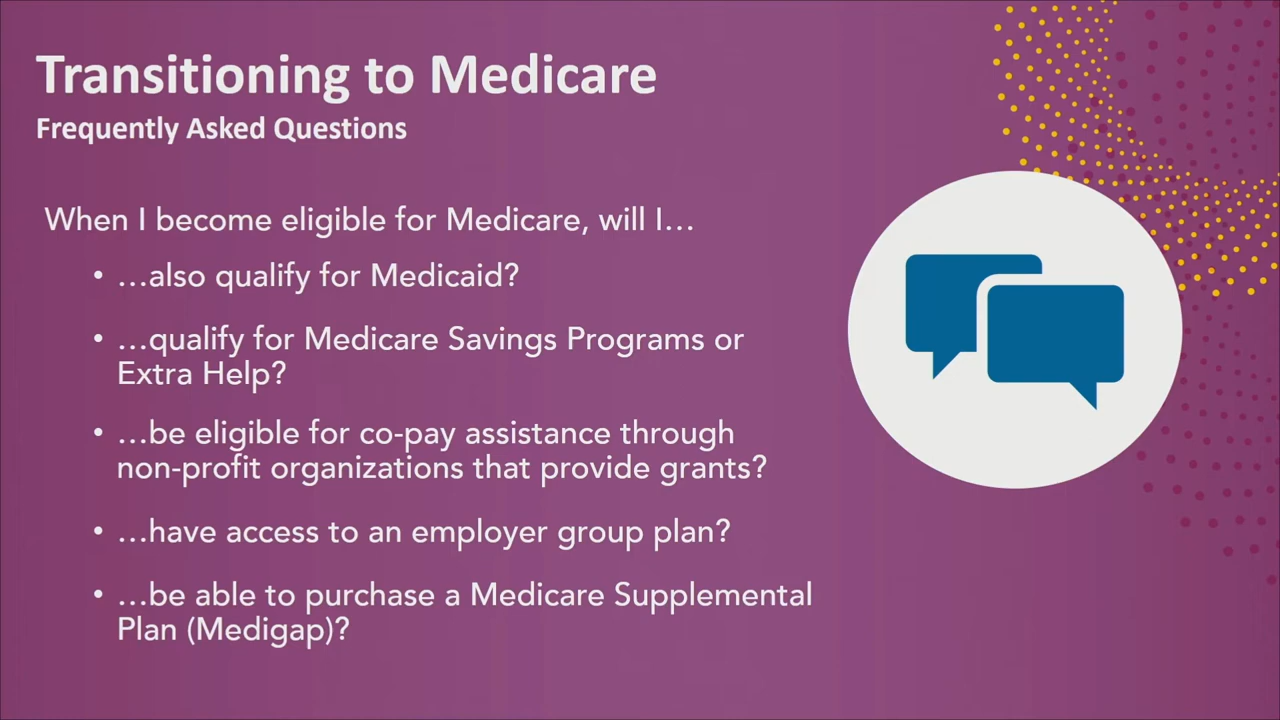 Transitioning to Medicare
Frequently Asked Questions
When I become eligible for Medicare, will I…
• …also qualify for Medicaid?
• …qualify for Medicare Savings Programs or
Extra Help?
• …be eligible for co-pay assistance through
non-profit organizations that provide grants?
• …have access to an employer group plan?
• …be able to purchase a Medicare Supplemental
Plan (Medigap)?